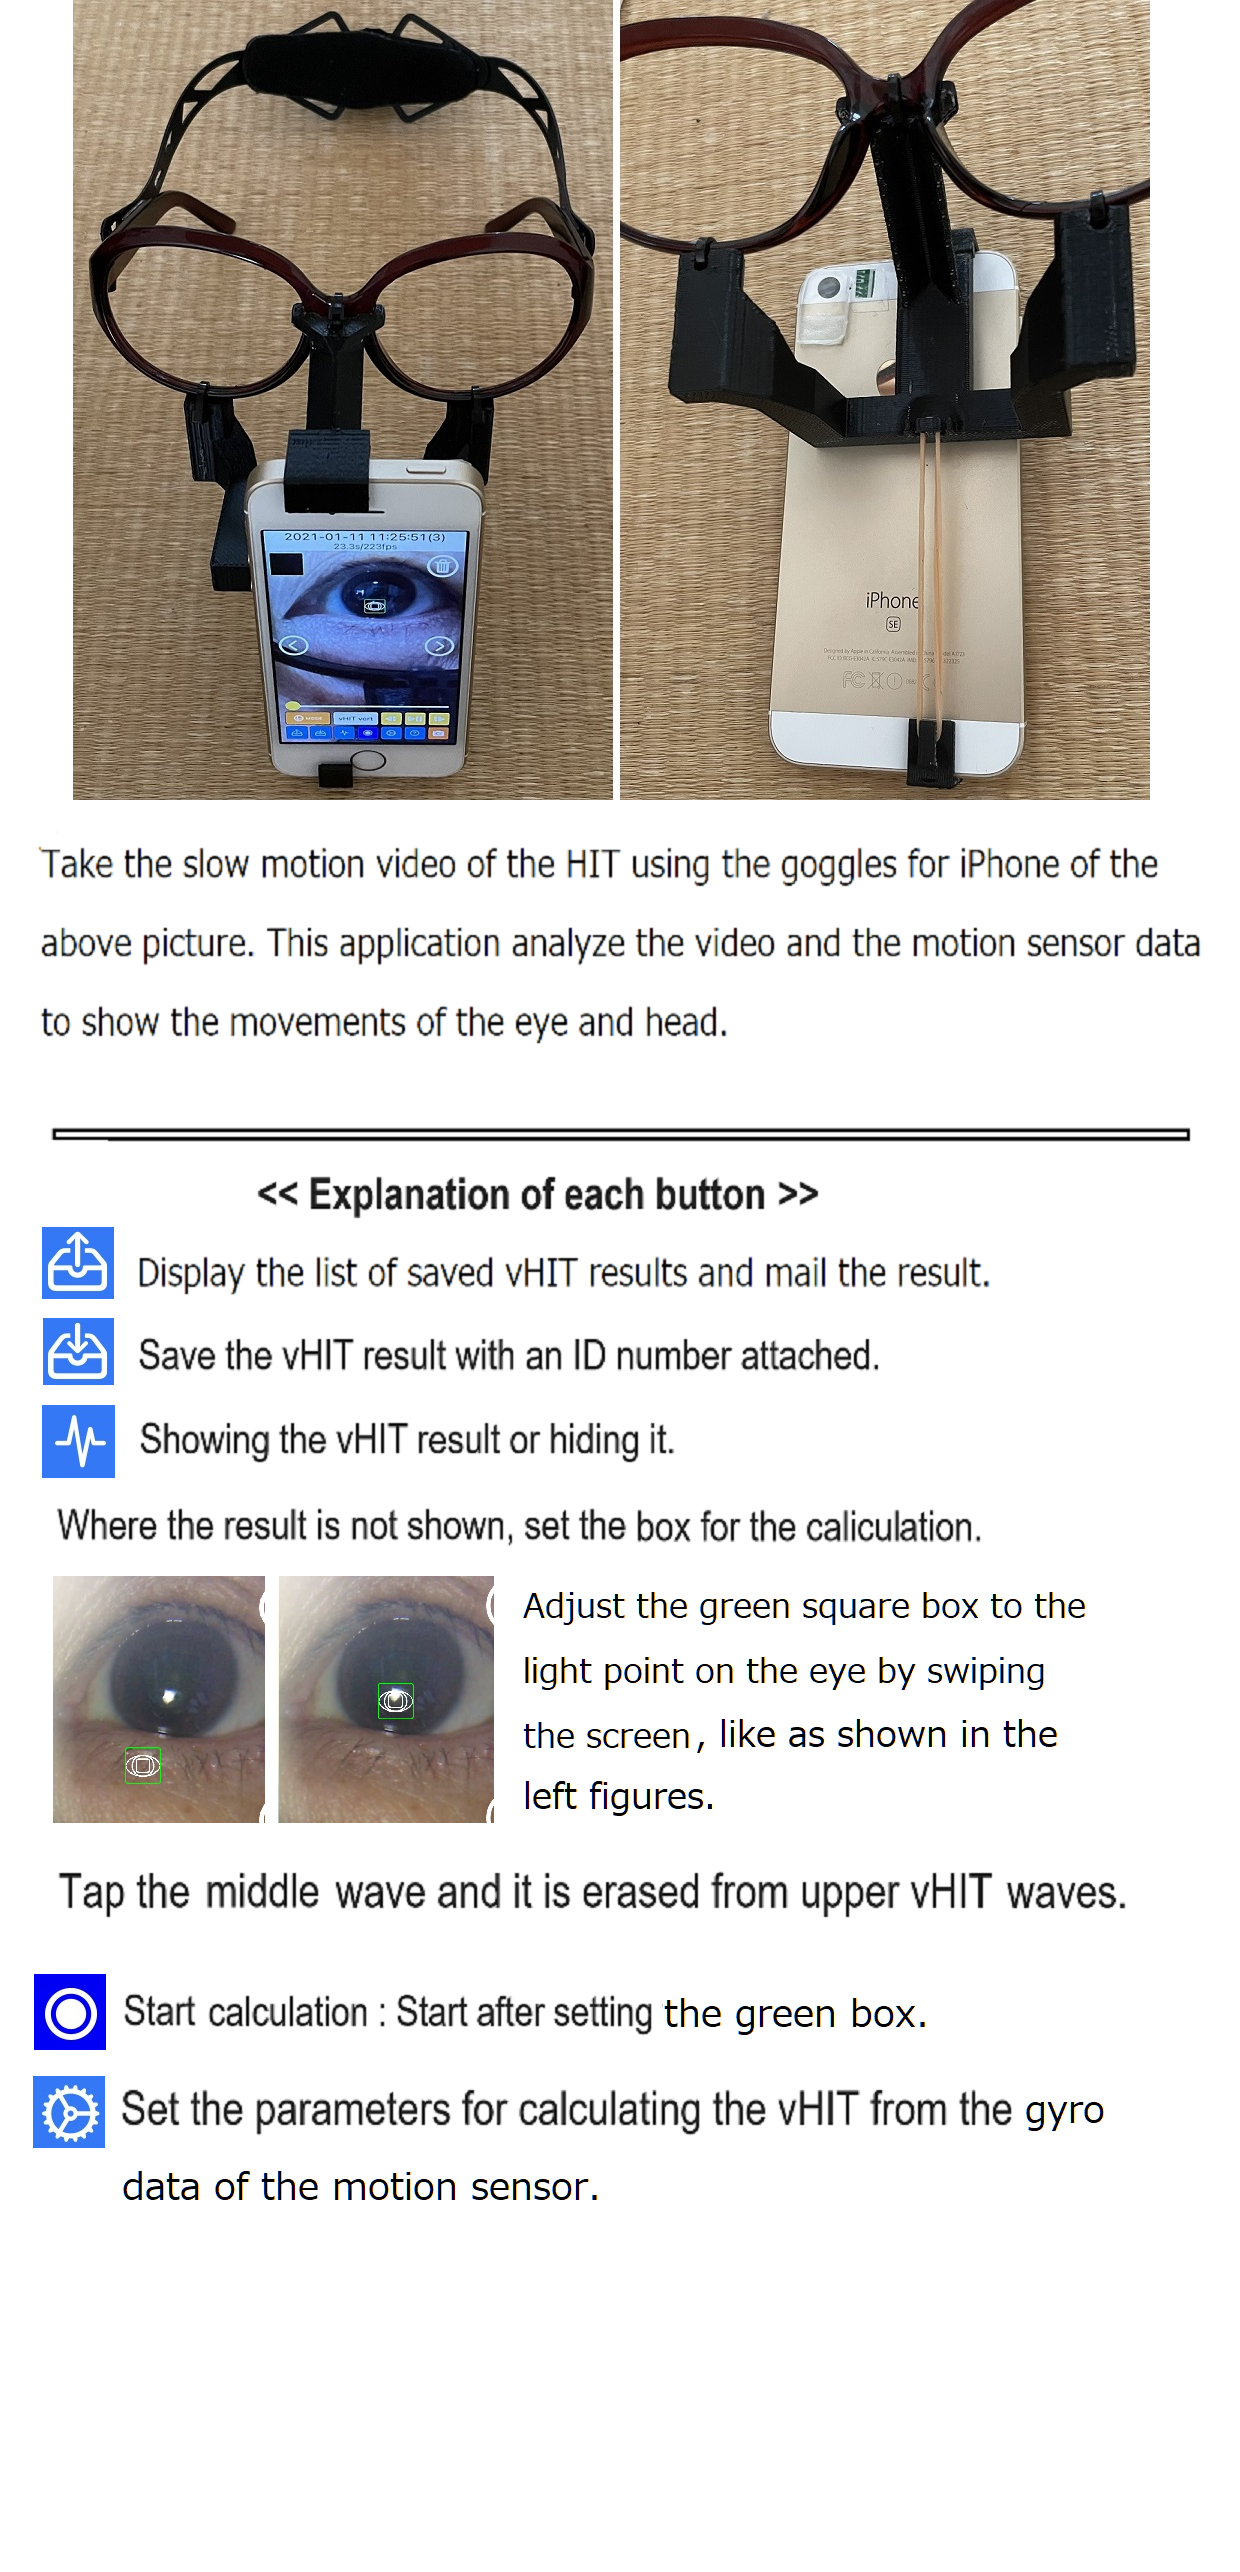 2021-01-11 11:25:51(3)
23.3s/223fps
MODE
vHIT vert
iPhone
SE
Take the slow motion video of the HIT using the goggles for iPhone of the
above picture. This application analyze the video and the motion sensor data
to show the movements of the eye and head.
<< Explanation of each button >>
Display the list of saved vHIT results and mail the result.
Save the vHIT result with an ID number attached.
Showing the vHIT result or hiding it.
Where the result is not shown, set the box for the caliculation.
Adjust the green square box to the
light point on the eye by swiping
the screen, like as shown in the
left figures.
Tap the middle wave and it is erased from upper vHIT waves.
Start calculation : Start after setting the green box.
Set the parameters for calculating the vHIT from the gyro
data of the motion sensor.